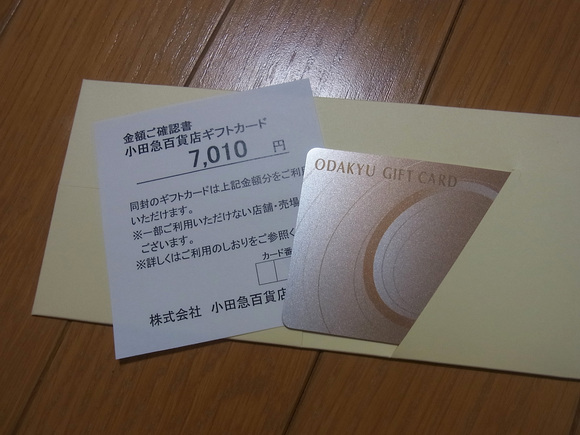 金額ご確認書
小田急百貨店ギフトカード
7,010 円
同封のギフトカードは上記金額分をご利用
いただけます。
※一部ご利用いただけない店舗・売場
ございます。
※詳しくはご利用のしおりをご参照く
カード番
株式会社 小田急百貨店
ODAKYU GIFT CARD